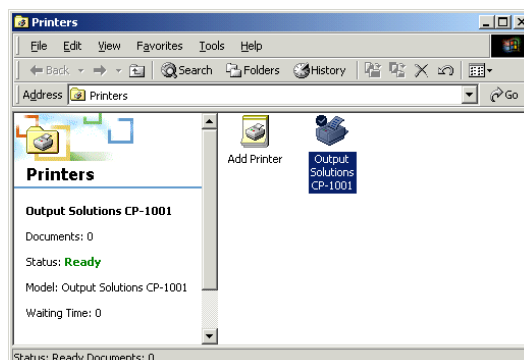 Printers
File Edit View Favorites Tools Help
Back Search Folders History
Address Printers Go
Printers
Output Solutions CP-1001
Documents: 0
Status: Ready
Model: Output Solutions CP-1001
Waiting Time: 0
Add Printer
Output
Solutions
CP-1001
Status: Ready Documents: 0